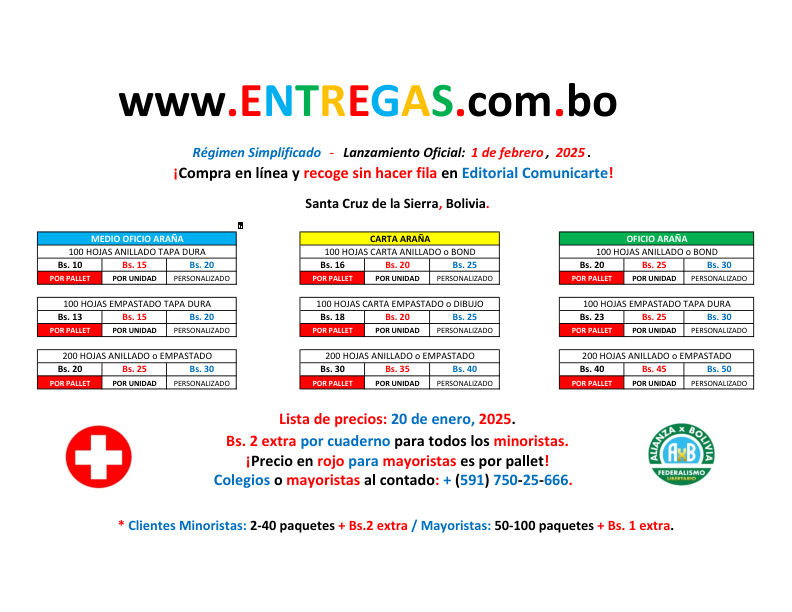 www.ENTREGAS.com.bo
Régimen Simplificado - Lanzamiento Oficial: 1 de febrero, 2025.
¡Compra en línea y recoge sin hacer fila en Editorial Comunicarte!
Santa Cruz de la Sierra, Bolivia.
MEDIO OFICIO ARAÑA
100 HOJAS ANILLADO TAPA DURA
Bs. 10 Bs. 15 Bs. 20
POR PALLET POR UNIDAD PERSONALIZADO
100 HOJAS EMPASTADO TAPA DURA
Bs. 13 Bs. 15 Bs. 20
POR PALLET POR UNIDAD PERSONALIZADO
200 HOJAS ANILLADO o EMPASTADO
Bs. 20 Bs. 25 Bs. 30
POR PALLET POR UNIDAD PERSONALIZADO
CARTA ARAÑA
100 HOJAS CARTA ANILLADO o BOND
Bs. 16 Bs. 20 Bs. 25
POR PALLET POR UNIDAD PERSONALIZADO
100 HOJAS CARTA EMPASTADO o DIBUJO
Bs. 18 Bs. 20 Bs. 25
POR PALLET POR UNIDAD PERSONALIZADO
200 HOJAS ANILLADO o EMPASTADO
Bs. 30 Bs. 35 Bs. 40
POR PALLET POR UNIDAD PERSONALIZADO
OFICIO ARAÑA
100 HOJAS ANILLADO o BOND
Bs. 20 Bs. 25 Bs. 30
POR PALLET POR UNIDAD PERSONALIZADO
100 HOJAS EMPASTADO TAPA DURA
Bs. 23 Bs. 25 Bs. 30
POR PALLET POR UNIDAD PERSONALIZADO
200 HOJAS ANILLADO o EMPASTADO
Bs. 40 Bs. 45 Bs. 50
POR PALLET POR UNIDAD PERSONALIZADO
Lista de precios: 20 de enero, 2025.
Bs. 2 extra por cuaderno para todos los minoristas.
¡Precio en rojo para mayoristas es por pallet!
Colegios o mayoristas al contado: + (591) 750-25-666.
ALIANZA x BOLIVIA
AxB
FEDERALISMO
LIBERTARIO
* Clientes Minoristas: 2-40 paquetes + Bs.2 extra / Mayoristas: 50-100 paquetes + Bs. 1 extra.